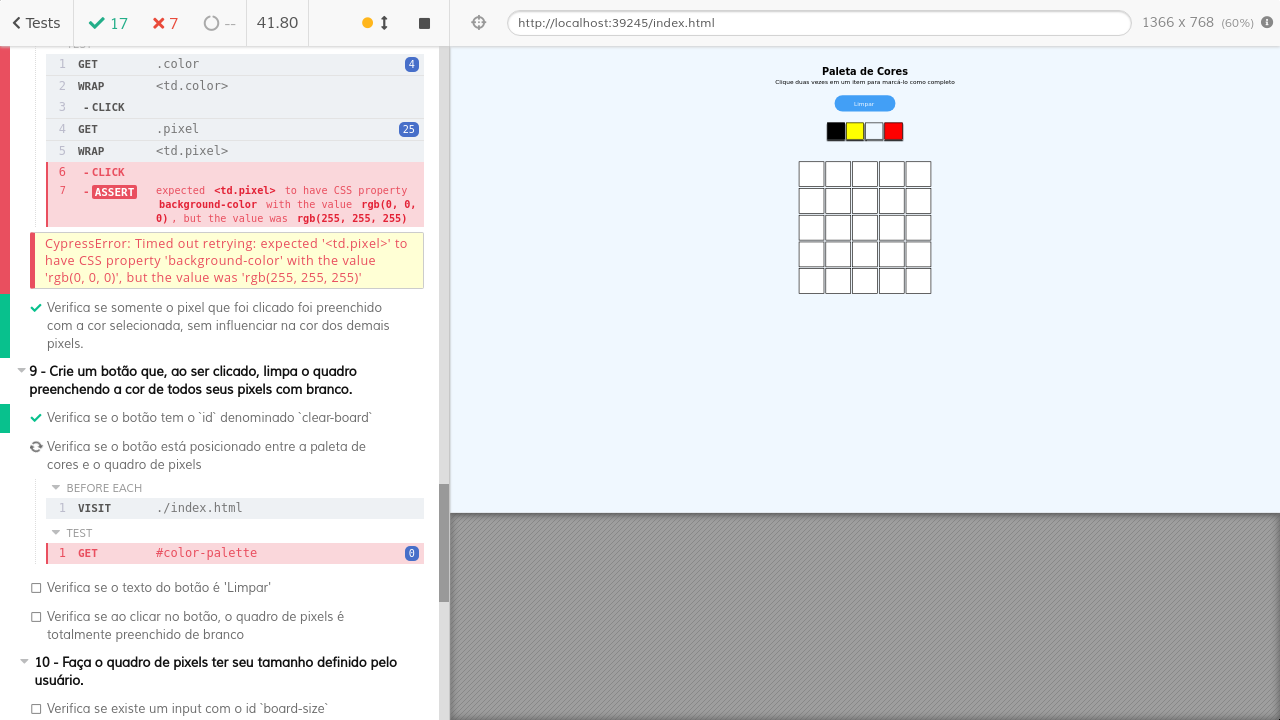 Tests 17 7 -- 41.80
http://localhost:39245/index.html 1366 x 768 (60%)
1 GET .color 4
2 WRAP <td.color>
3 - CLICK
4 GET .pixel 25
5 WRAP <td.pixel>
6 - CLICK
7 - ASSERT expected <td.pixel> to have CSS property
background-color with the value rgb(0, 0,
0) , but the value was rgb(255, 255, 255)
CypressError: Timed out retrying: expected '<td.pixel>' to
have CSS property 'background-color' with the value
'rgb(0, 0, 0)', but the value was 'rgb(255, 255, 255)'
Verifica se somente o pixel que foi clicado foi preenchido
com a cor selecionada, sem influenciar na cor dos demais
pixels.
9 - Crie um botão que, ao ser clicado, limpa o quadro
preenchendo a cor de todos seus pixels com branco.
Verifica se o botão tem o `id` denominado `clear-board`
Verifica se o botão está posicionado entre a paleta de
cores e o quadro de pixels
BEFORE EACH
1 VISIT ./index.html
TEST
1 GET #color-palette 0
Verifica se o texto do botão é 'Limpar'
Verifica se ao clicar no botão, o quadro de pixels é
totalmente preenchido de branco
10 - Faça o quadro de pixels ter seu tamanho definido pelo
usuário.
Verifica se existe um input com o id `board-size`
Paleta de Cores
Clique duas vezes em um item para marcá-lo como completo
Limpar